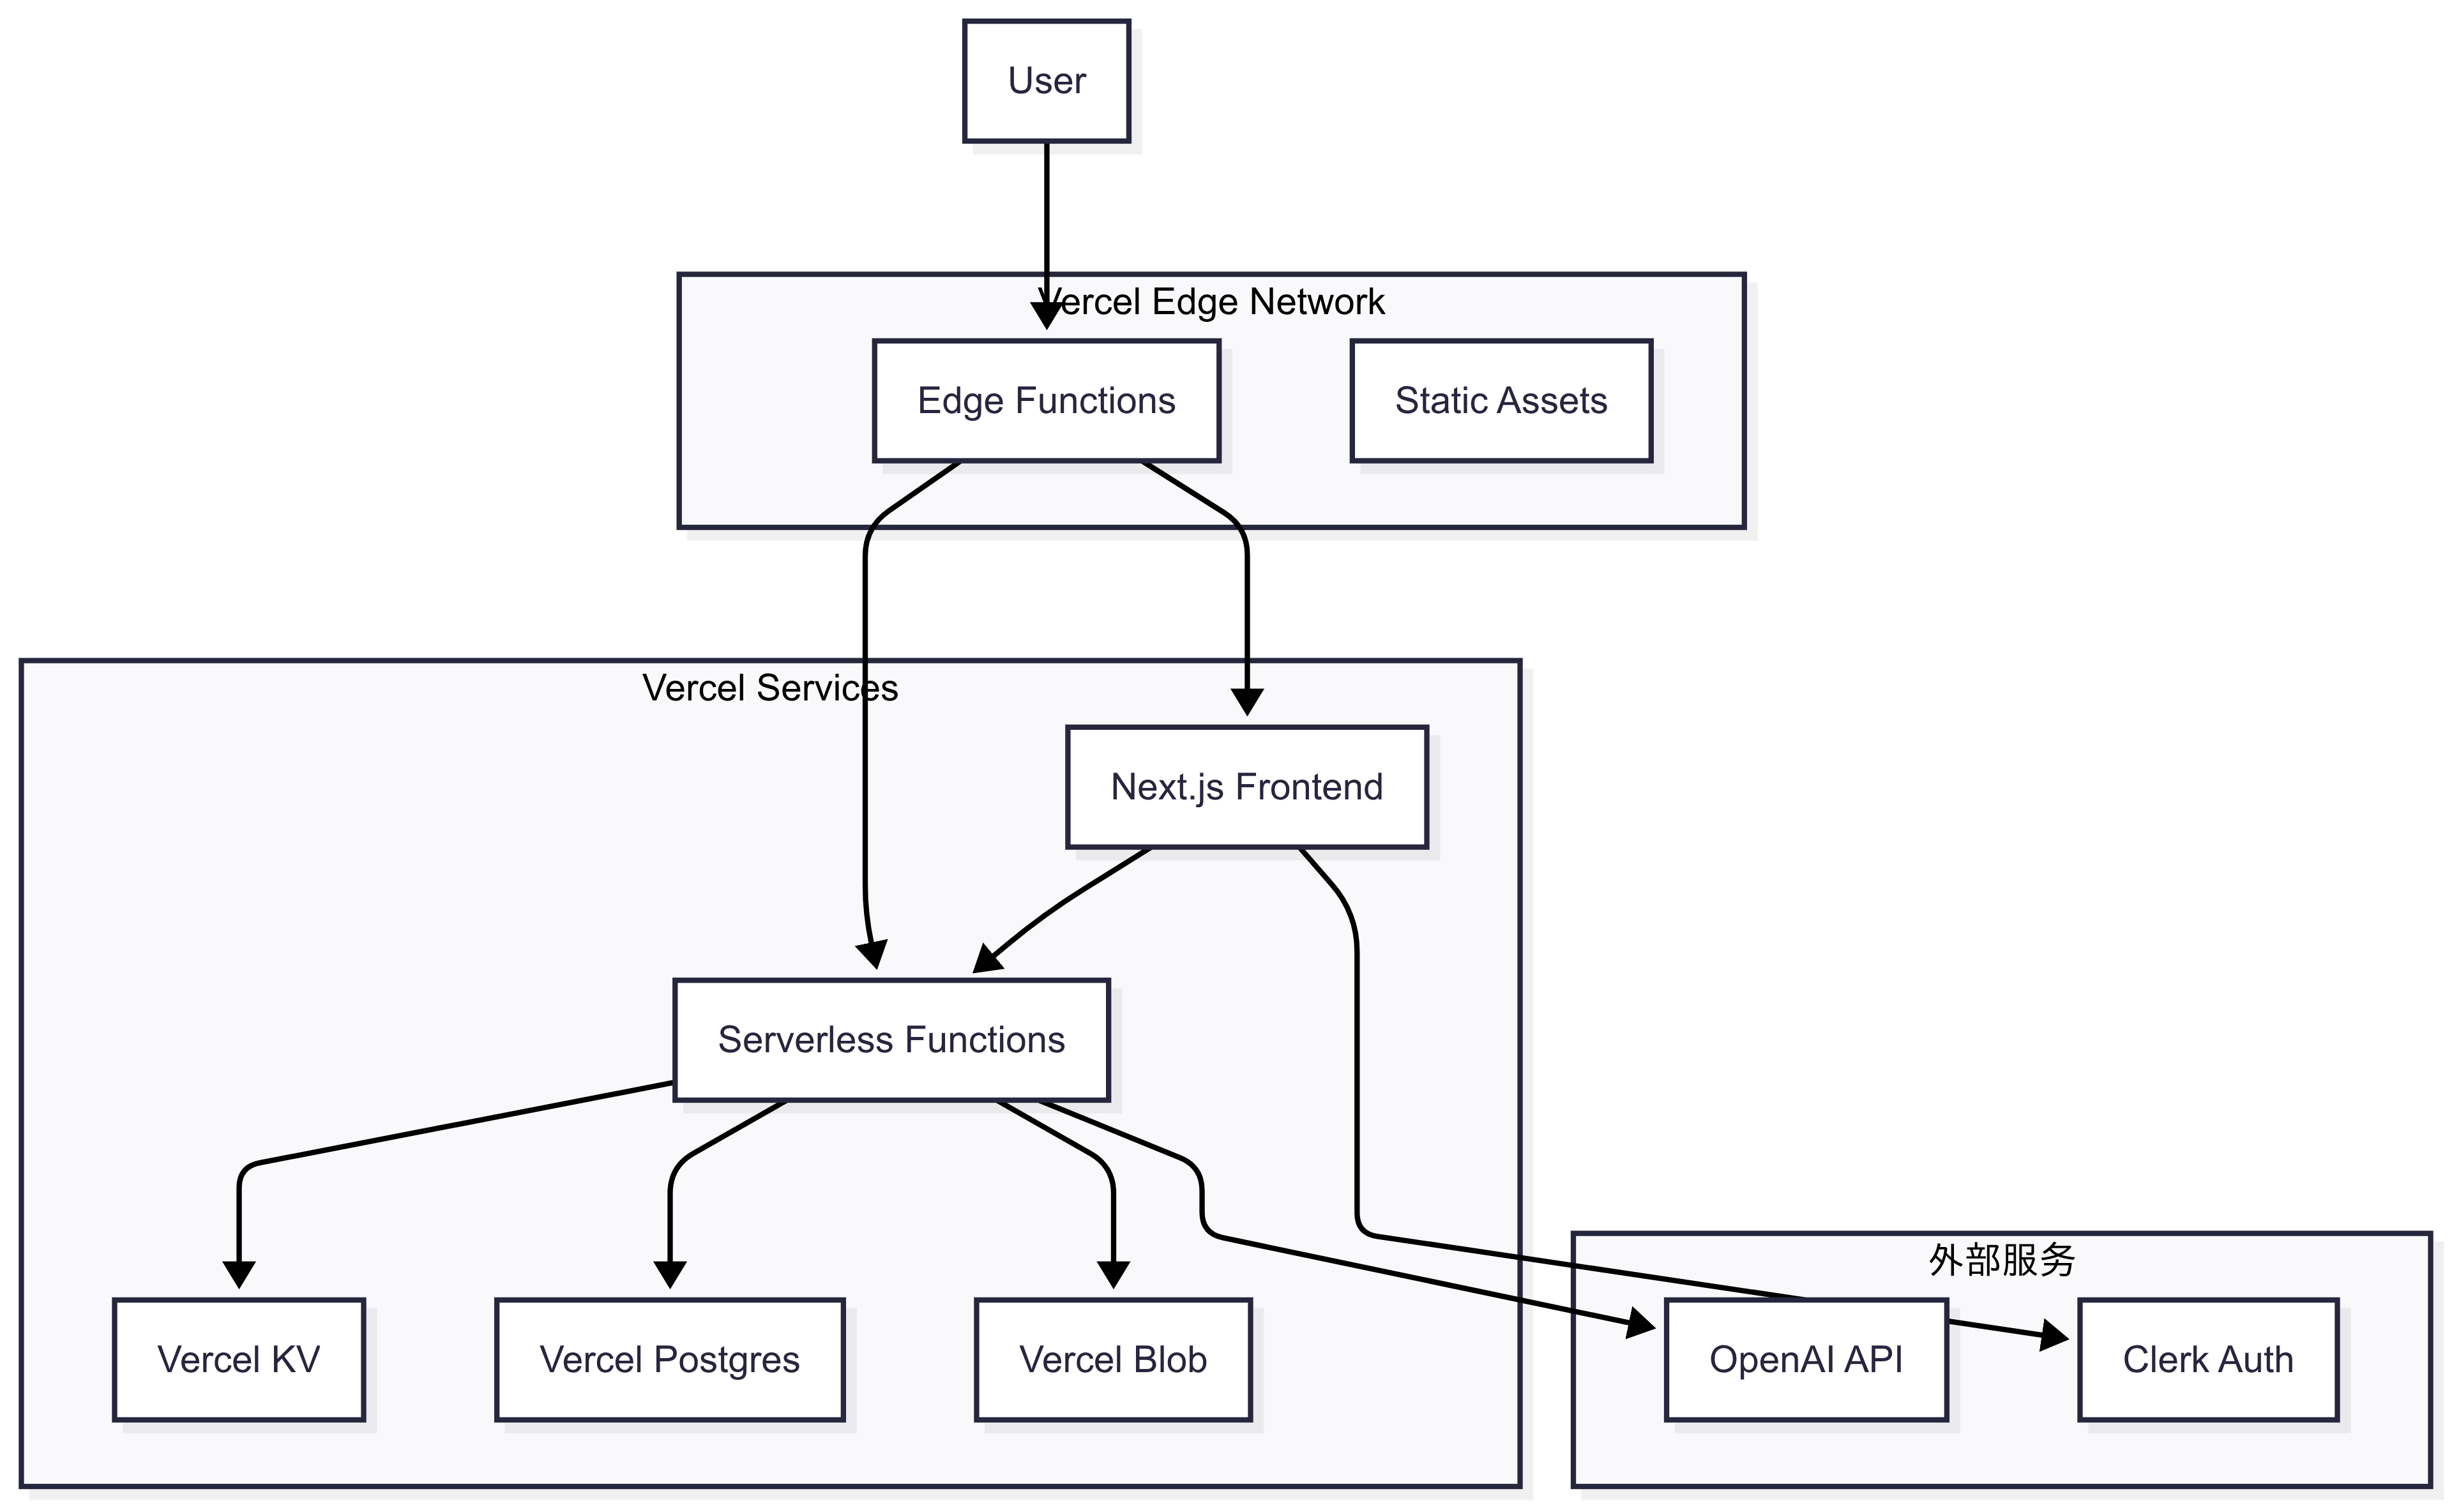 User
Vercel Edge Network
Edge Functions
Static Assets
Vercel Services
Next.js Frontend
Serverless Functions
外部服务
Vercel KV
Vercel Postgres
Vercel Blob
OpenAI API
Clerk Auth